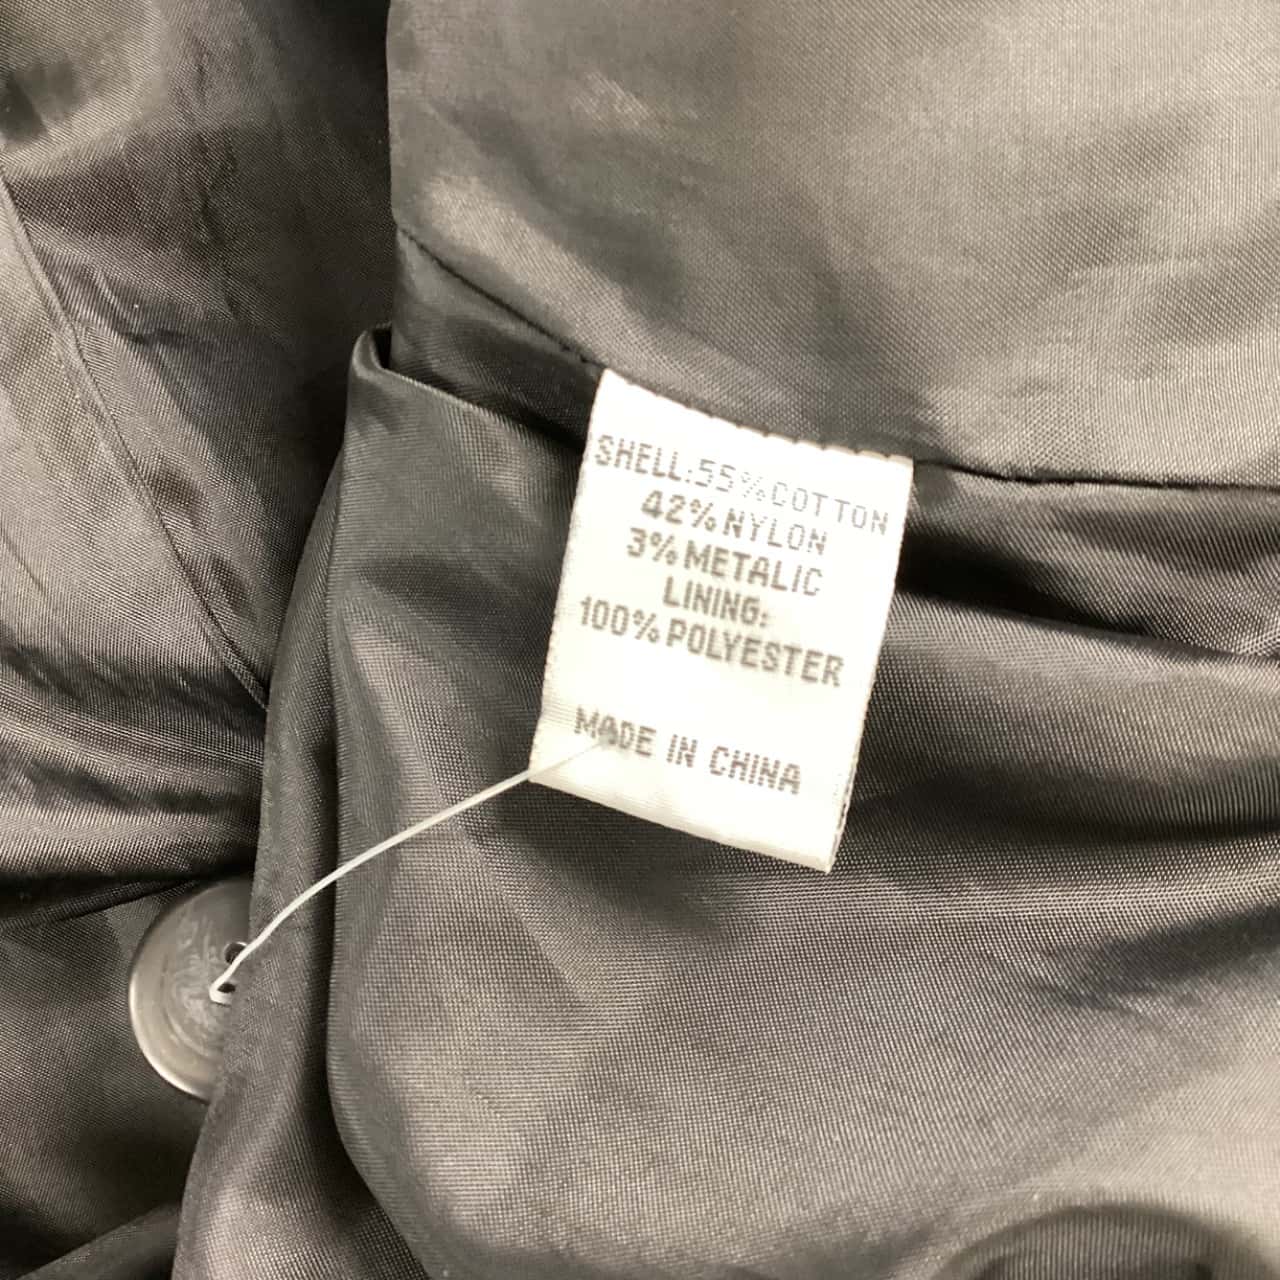 SHELL:55%COTTON
42%NYLON
3%METALIC
LINING:
100%POLYESTER
MADE IN CHINA